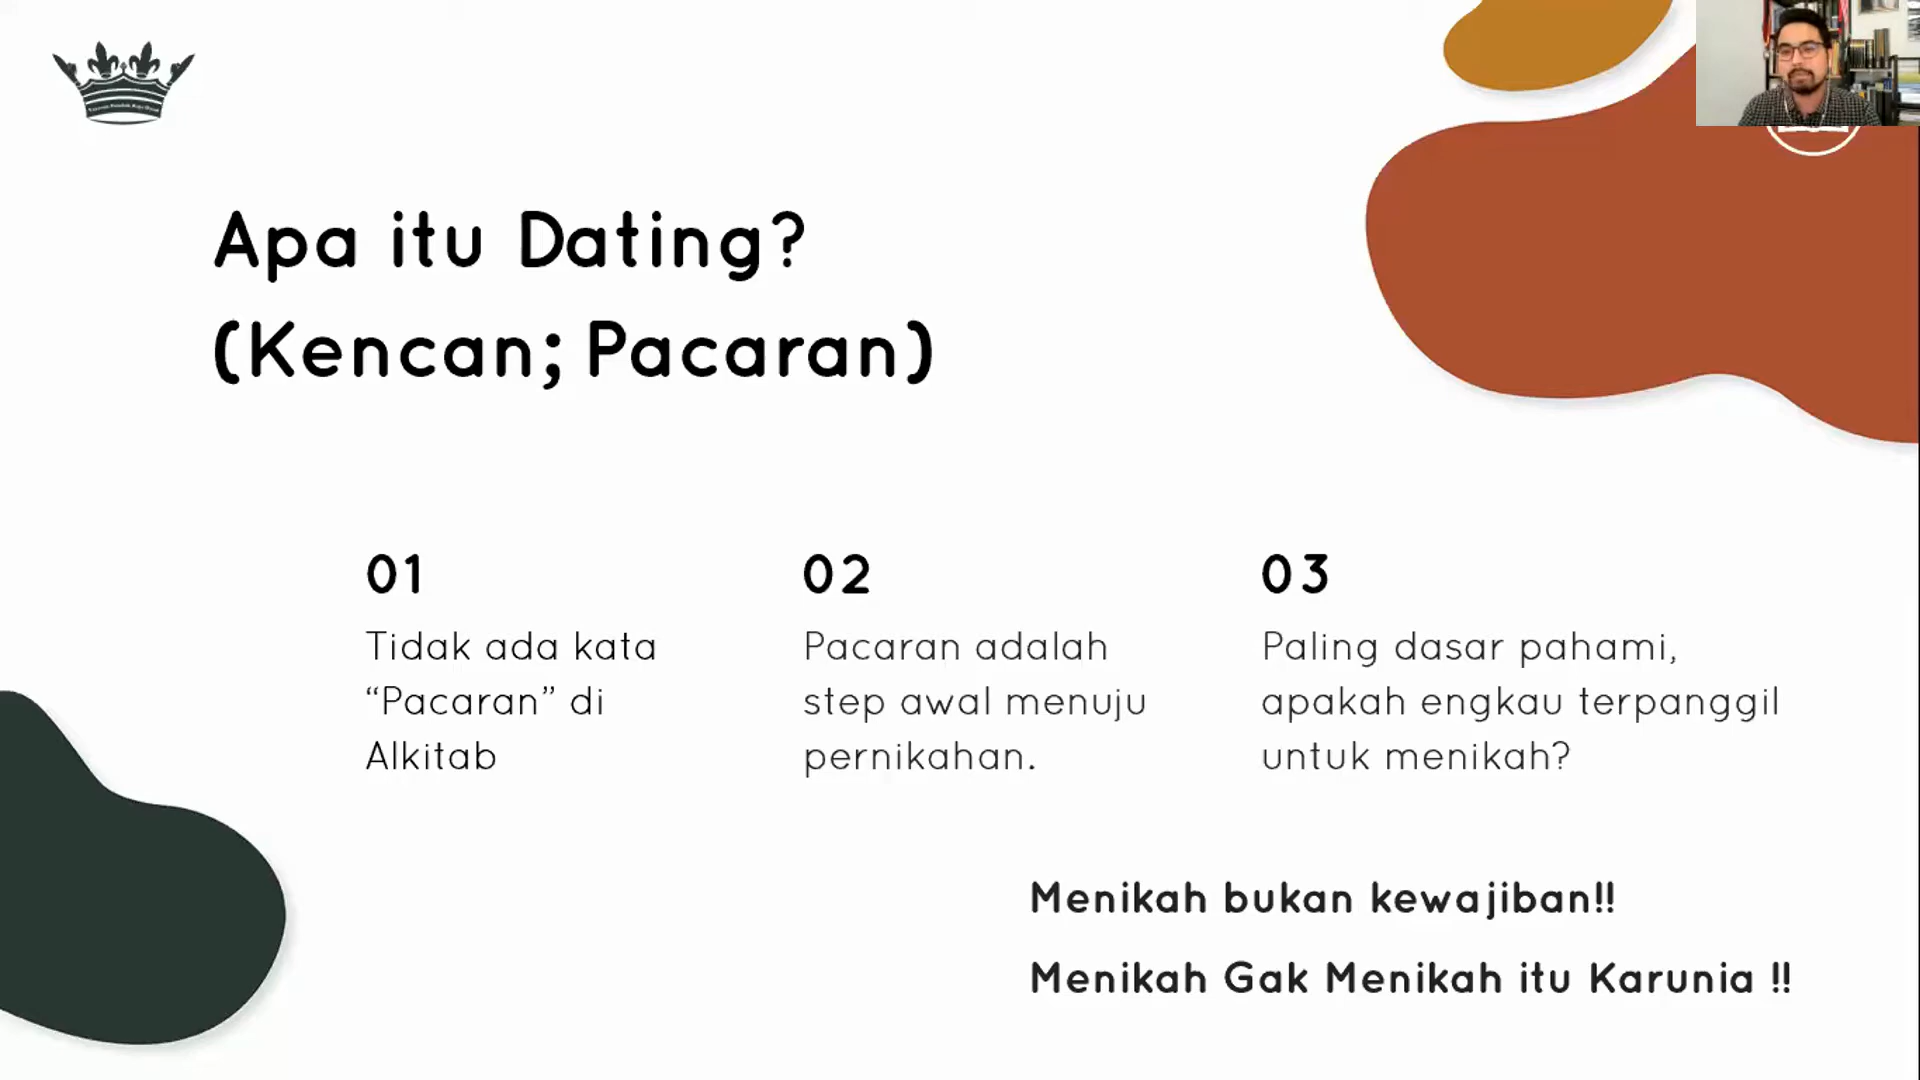 Apa itu Dating?
(Kencan; Pacaran)
01
Tidak ada kata
“Pacaran” di
Alkitab
02
Pacaran adalah
step awal menuju
pernikahan.
03
Paling dasar pahami,
apakah engkau terpanggil
untuk menikah?
Menikah bukan kewajiban!!
Menikah Gak Menikah itu Karunia !!